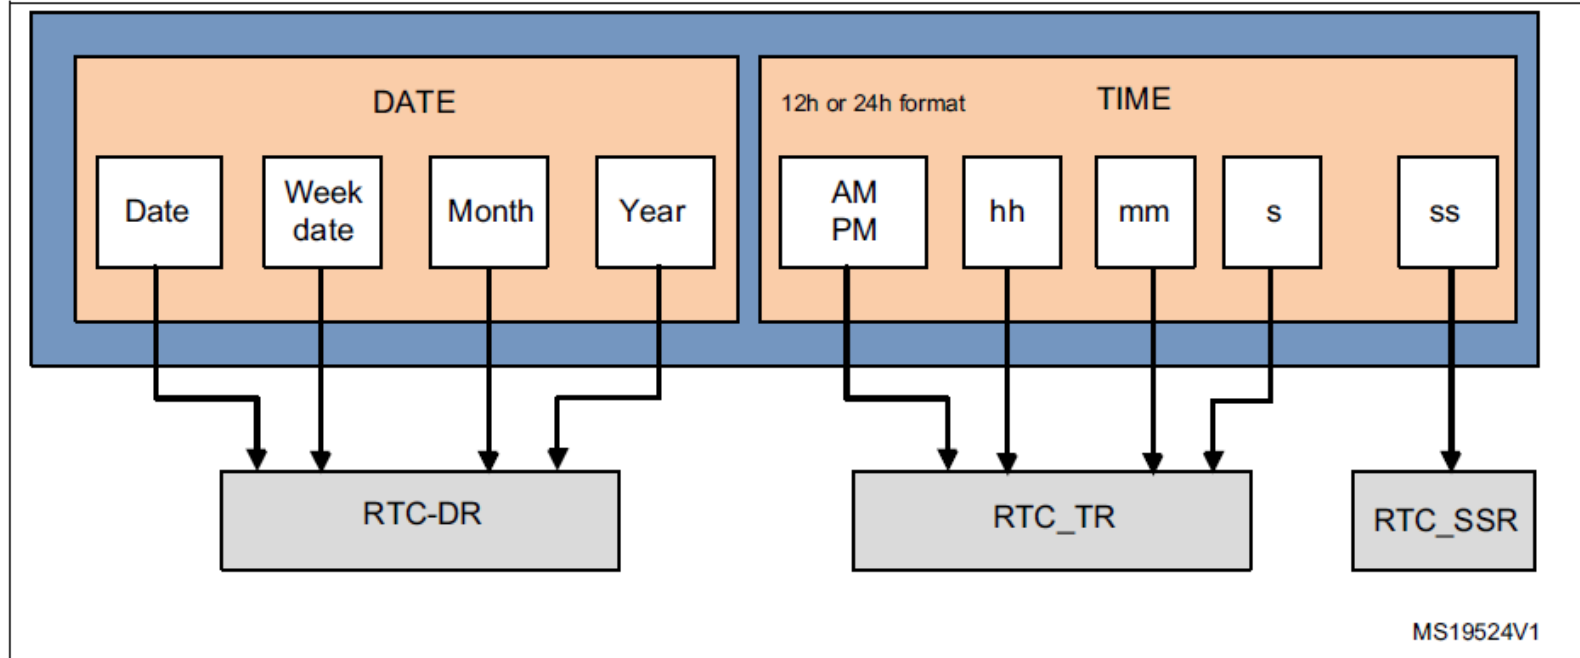 DATE
12h or 24h format
TIME
Date
Week
date
Month
Year
AM
PM
hh
mm
s
ss
RTC-DR
RTC_TR
RTC_SSR
MS19524V1